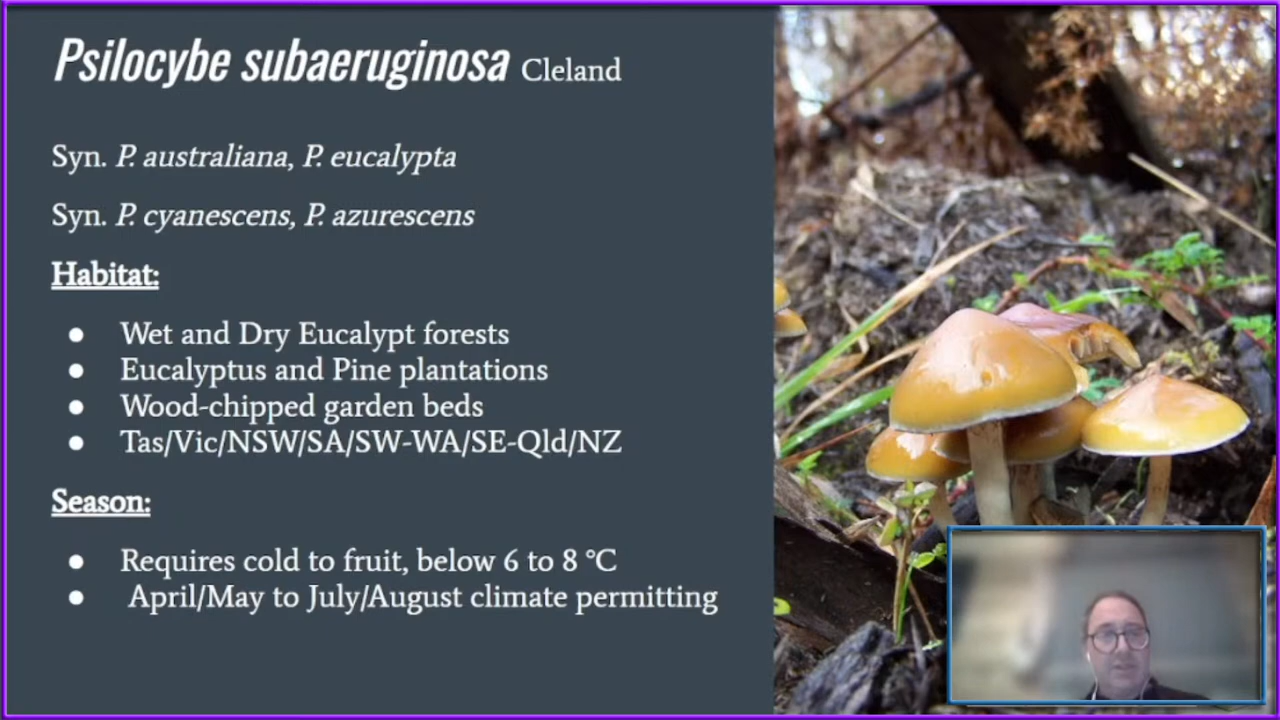 Psilocybe subaeruginosa Cleland
Syn. P. australiana, P. eucalypta
Syn. P. cyanescens, P. azurescens
Habitat:
● Wet and Dry Eucalypt forests
● Eucalyptus and Pine plantations
● Wood-chipped garden beds
● Tas/Vic/NSW/SA/SW-WA/SE-Qld/NZ
Season:
● Requires cold to fruit, below 6 to 8 °C
● April/May to July/August climate permitting